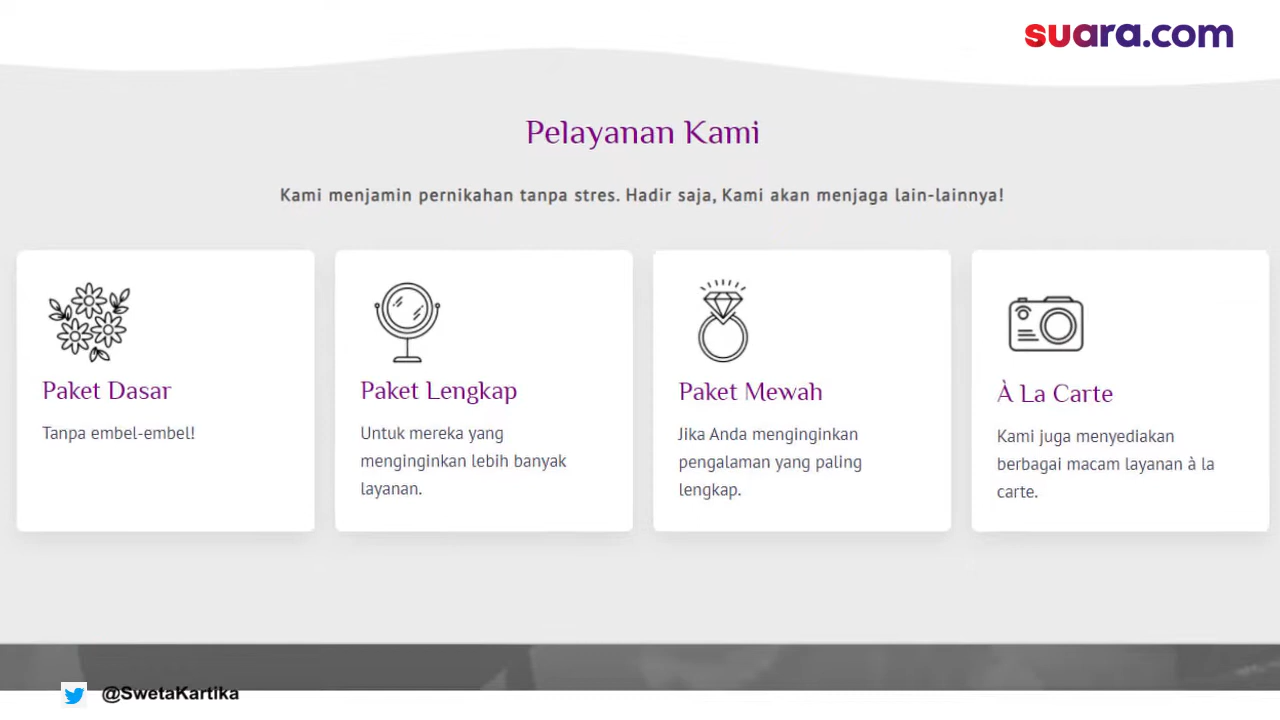 suara.com
Pelayanan Kami
Kami menjamin pernikahan tanpa stres. Hadir saja, Kami akan menjaga lain-lainnya!
Paket Dasar
Tanpa embel-embel!
Paket Lengkap
Untuk mereka yang
menginginkan lebih banyak
layanan.
Paket Mewah
Jika Anda menginginkan
pengalaman yang paling
lengkap.
À La Carte
Kami juga menyediakan
berbagai macam layanan à la
carte.
@SwetaKartika